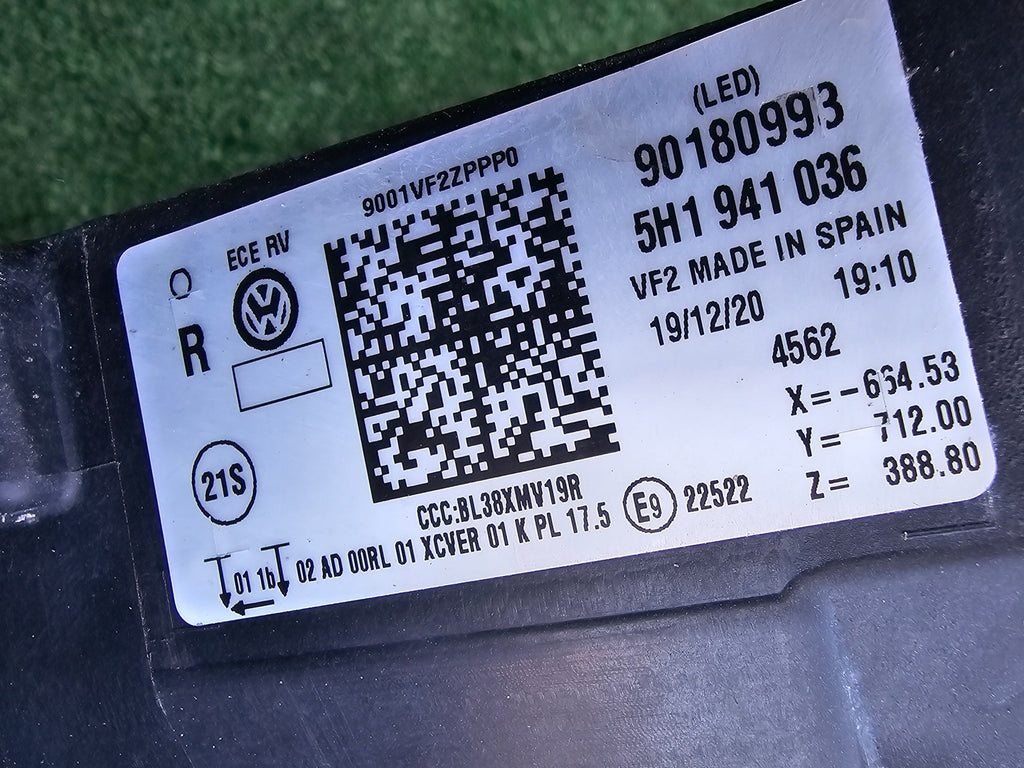 (LED)
90180993
5H1 941 036
VF2 MADE IN SPAIN
19/12/20 19:10
4562
X=-664.53
Y= 712.00
Z= 388.80
9001VF2ZPPP0
ECE RV
R
21S
CCC:BL38XMV19R
01 1b 02 AD 00RL 01 XCVER 01 K PL 17.5 E9 22522